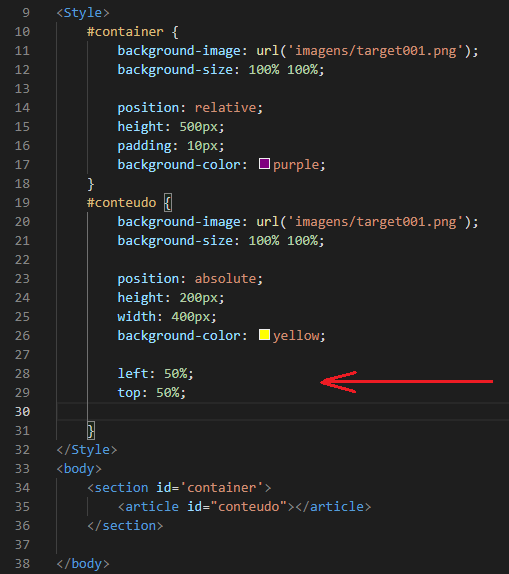 9 <Style>
10 #container {
11 background-image: url('imagens/target001.png');
12 background-size: 100% 100%;
13
14 position: relative;
15 height: 500px;
16 padding: 10px;
17 background-color: purple;
18 }
19 #conteudo {
20 background-image: url('imagens/target001.png');
21 background-size: 100% 100%;
22
23 position: absolute;
24 height: 200px;
25 width: 400px;
26 background-color: yellow;
27
28 left: 50%;
29 top: 50%;
30
31 }
32 </Style>
33 <body>
34 <section id='container'>
35 <article id="conteudo"></article>
36 </section>
37
38 </body>